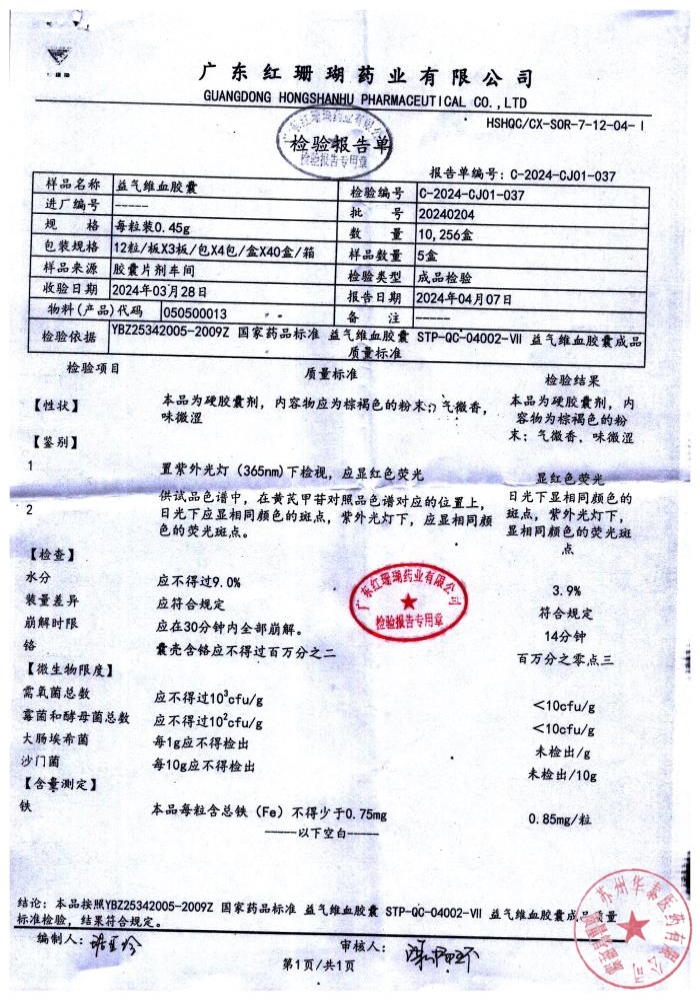 广东红珊瑚药业有限公司
GUANGDONG HONGSHANHU PHARMACEUTICAL CO.,LTD
HSHQC/CX-SOR-7-12-04-Ⅰ
检验报告单
广东红珊瑚药业有限公司
检验报告专用章
报告单编号: C-2024-CJ01-037
样品名称 益气维血胶囊 检验编号 C-2024-CJ01-037
进厂编号 ----- 批 号 20240204
规 格 每粒装0.45g 数 量 10,256盒
包装规格 12粒/板X3板/包X4包/盒X40盒/箱 样品数量 5盒
样品来源 胶囊片剂车间 检验类型 成品检验
收验日期 2024年03月28日 报告日期 2024年04月07日
物料(产品)代码 050500013 备 注 -----
检验依据 YBZ25342005-2009Z 国家药品标准 益气维血胶囊 STP-QC-04002-Ⅶ 益气维血胶囊成品
质量标准
检验项目 质量标准 检验结果
【性状】 本品为硬胶囊剂, 内容物应为棕褐色的粉末; 气微香, 本品为硬胶囊剂, 内
味微涩 容物为棕褐色的粉
末; 气微香, 味微涩
【鉴别】
1 置紫外光灯 (365nm)下检视, 应显红色荧光 显红色荧光
2 供试品色谱中, 在黄芪甲苷对照品色谱对应的位置上, 日光下显相同颜色的
日光下应显相同颜色的斑点, 紫外光灯下, 应显相同颜 斑点, 紫外光灯下,
色的荧光斑点。 显相同颜色的荧光斑
点
【检查】
水分 应不得过9.0% 3.9%
装量差异 应符合规定 符合规定
崩解时限 应在30分钟内全部崩解。 14分钟
铬 囊壳含铬应不得过百万分之二 百万分之零点三
广东红珊瑚药业有限公司
检验报告专用章
【微生物限度】
需氧菌总数 应不得过10³cfu/g <10cfu/g
霉菌和酵母菌总数 应不得过10²cfu/g <10cfu/g
大肠埃希菌 每1g应不得检出 未检出/g
沙门菌 每10g应不得检出 未检出/10g
【含量测定】
铁 本品每粒含总铁 (Fe) 不得少于0.75mg 0.85mg/粒
-----以下空白-----
结论: 本品按照YBZ25342005-2009Z 国家药品标准 益气维血胶囊 STP-QC-04002-Ⅶ 益气维血胶囊成品质量
标准检验, 结果符合规定。
编制人: 审核人:
第1页/共1页
苏州华泰医药有限公司